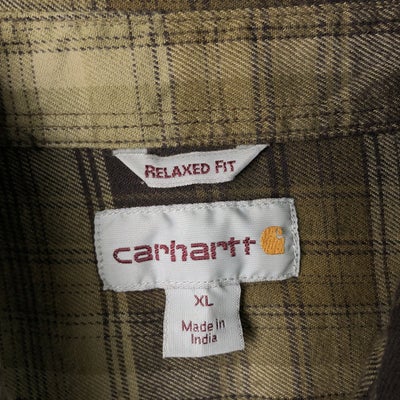 RELAXED FIT
carhartt
XL
Made in
India